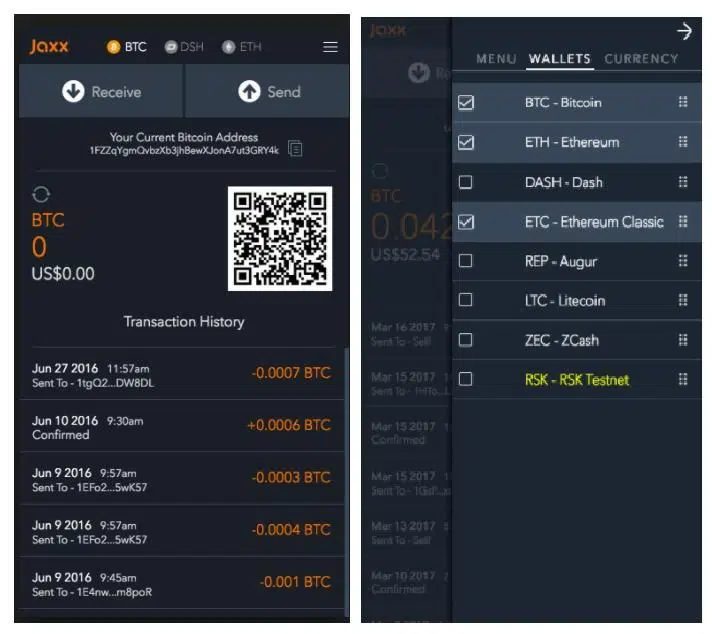 Jaxx
BTC
DSH
ETH
Receive
Send
Your Current Bitcoin Address
1FZZqYgmQvbzXb3jhBewXJonA7ut3GRY4k
BTC
0
US$0.00
Transaction History
Jun 27 2016 11:57am
Sent To - 1tgQ2...DW8DL
-0.0007 BTC
Jun 10 2016 9:30am
Confirmed
+0.0006 BTC
Jun 9 2016 9:57am
Sent To - 1EFo2...5wK57
-0.0003 BTC
Jun 9 2016 9:57am
Sent To - 1EFo2...5wK57
-0.0004 BTC
Jun 9 2016 9:45am
Sent To - 1E4nw...m8poR
-0.001 BTC
Jaxx
BTC
0.042
US$52.54
Mar 16 2017
Sent To - Self
Mar 15 2017
Sent To -
Mar 15 2017
Confirmed
Mar 15 2017
Sent To -
Mar 13 2017
Sent To - Self
Mar 10 2017
Confirmed
MENU WALLETS CURRENCY
BTC - Bitcoin
ETH - Ethereum
DASH - Dash
ETC - Ethereum Classic
REP - Augur
LTC - Litecoin
ZEC - ZCash
RSK - RSK Testnet